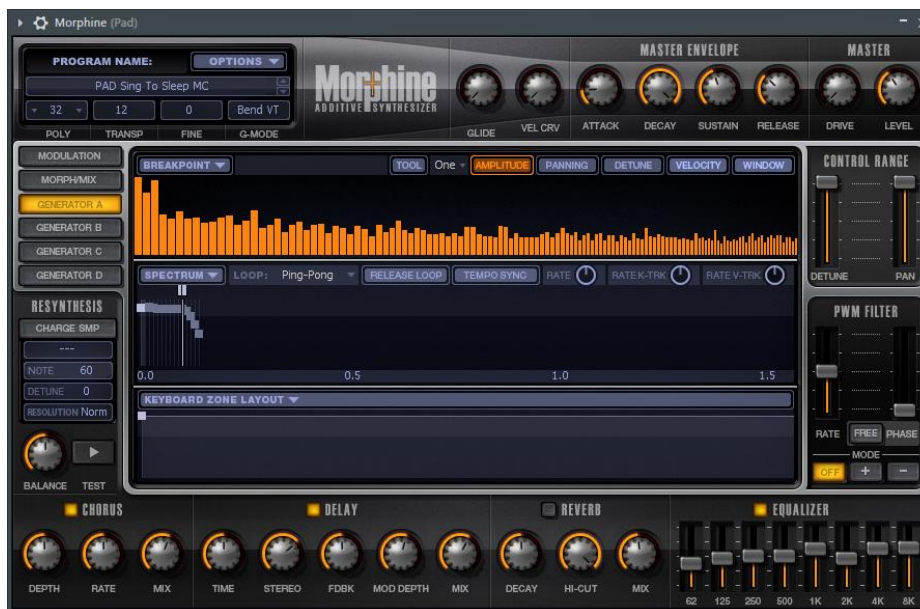 Morphine (Pad)
PROGRAM NAME: OPTIONS
PAD Sing To Sleep MC
32 12 0 Bend VT
POLY TRANSP FINE G-MODE
Morphine
ADDITIVE SYNTHESIZER
GLIDE VEL CRV
MASTER ENVELOPE
ATTACK DECAY SUSTAIN RELEASE
MASTER
DRIVE LEVEL
MODULATION
MORPH/MIX
GENERATOR A
GENERATOR B
GENERATOR C
GENERATOR D
BREAKPOINT TOOL One AMPLITUDE PANNING DETUNE VELOCITY WINDOW
SPECTRUM LOOP: Ping-Pong RELEASE LOOP TEMPO SYNC RATE RATE K-TRK RATE V-TRK
0.0 0.5 1.0 1.5
KEYBOARD ZONE LAYOUT
CONTROL RANGE
DETUNE PAN
RESYNTHESIS
CHARGE SMP
---
NOTE 60
DETUNE 0
RESOLUTION Norm
BALANCE TEST
PWM FILTER
RATE FREE PHASE
MODE
OFF + -
CHORUS
DEPTH RATE MIX
DELAY
TIME STEREO FDBK MOD DEPTH MIX
REVERB
DECAY HI-CUT MIX
EQUALIZER
62 125 250 500 1K 2K 4K 8K